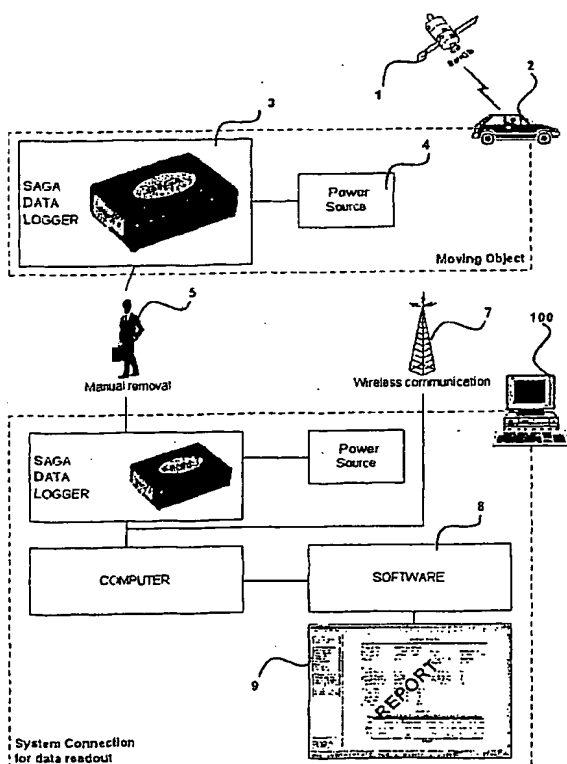 1
2
3
SAGA
DATA
LOGGER
4
Power
Source
Moving Object
5
Manual removal
7
Wireless communication
100
SAGA
DATA
LOGGER
Power
Source
8
COMPUTER
SOFTWARE
9
REPORT
System Connection
for data readout